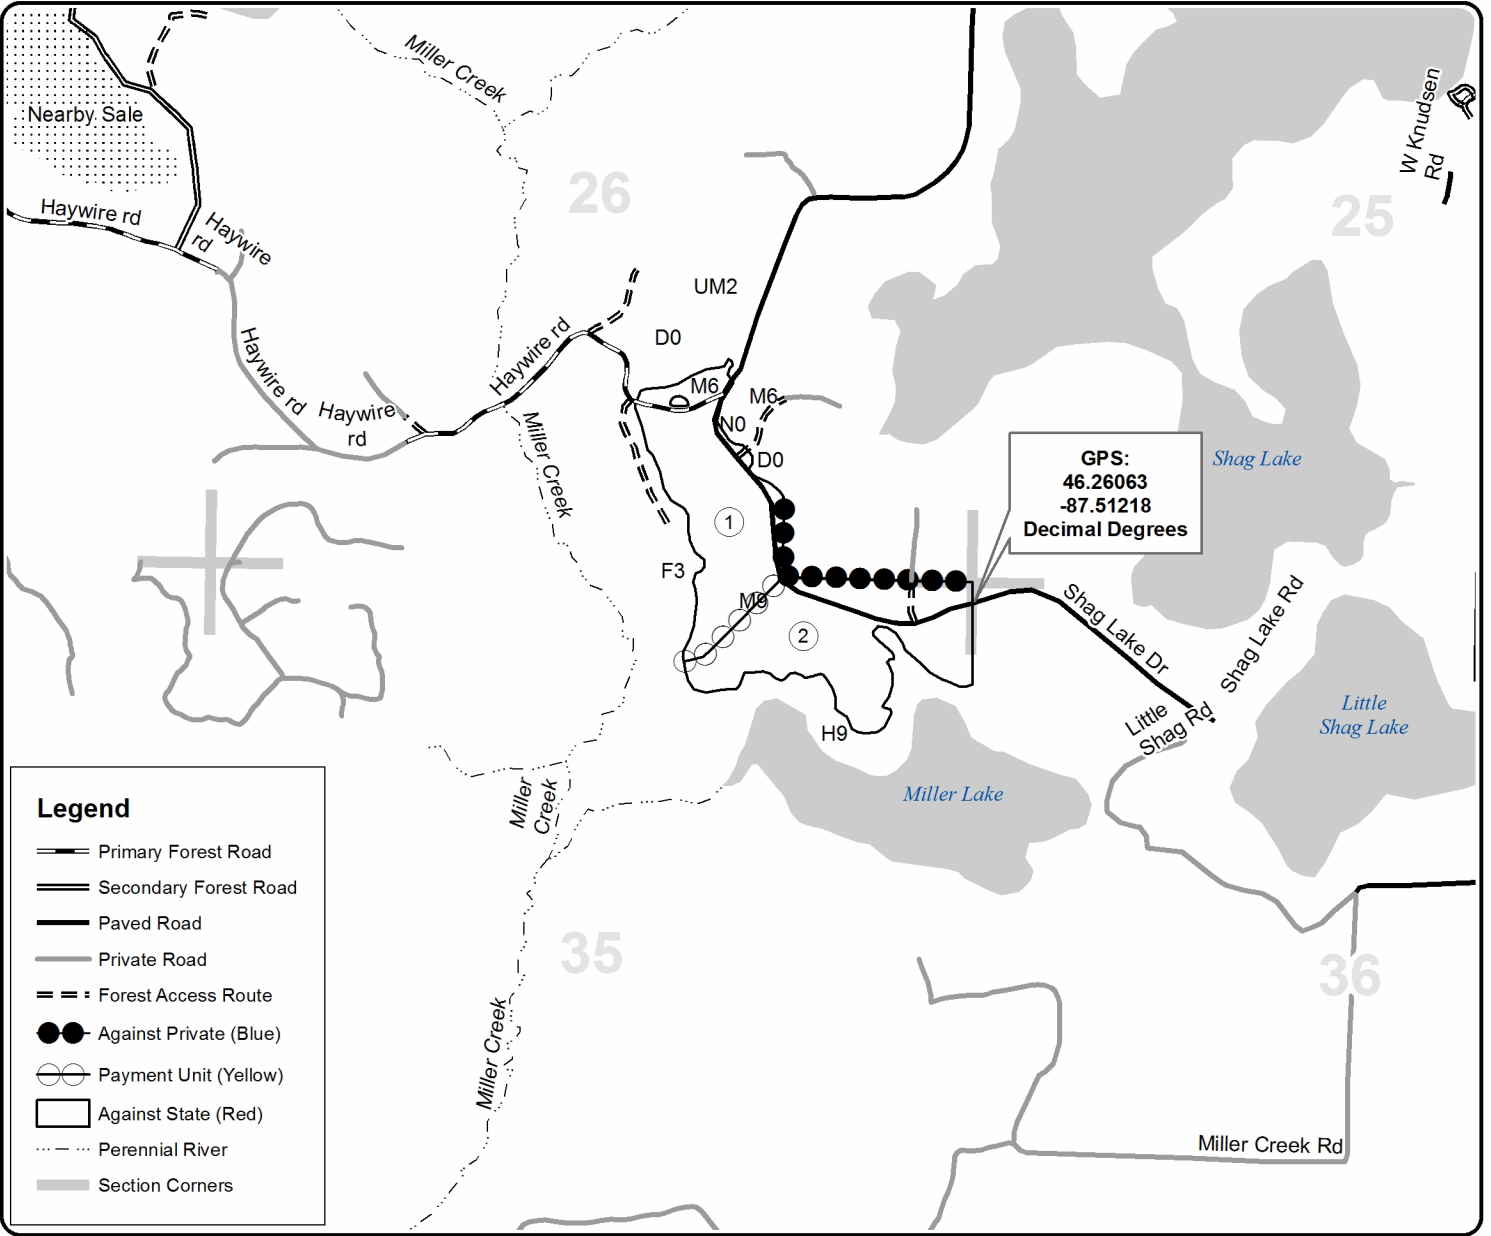 Miller Creek
Nearby Sale
W Knudsen
Rd
26
25
Haywire rd
Haywire
rd
UM2
D0
Haywire rd
Haywire rd
M6
M6
Haywire
rd
N0
Miller Creek
D0
GPS:
46.26063
-87.51218
Decimal Degrees
Shag Lake
1
F3
M9
2
Shag Lake Dr
Shag Lake Rd
Little
Shag Rd
Little
Shag Lake
H9
Miller
Creek
Miller Lake
35
36
Miller Creek
Miller Creek Rd
Legend
Primary Forest Road
Secondary Forest Road
Paved Road
Private Road
Forest Access Route
Against Private (Blue)
Payment Unit (Yellow)
Against State (Red)
Perennial River
Section Corners